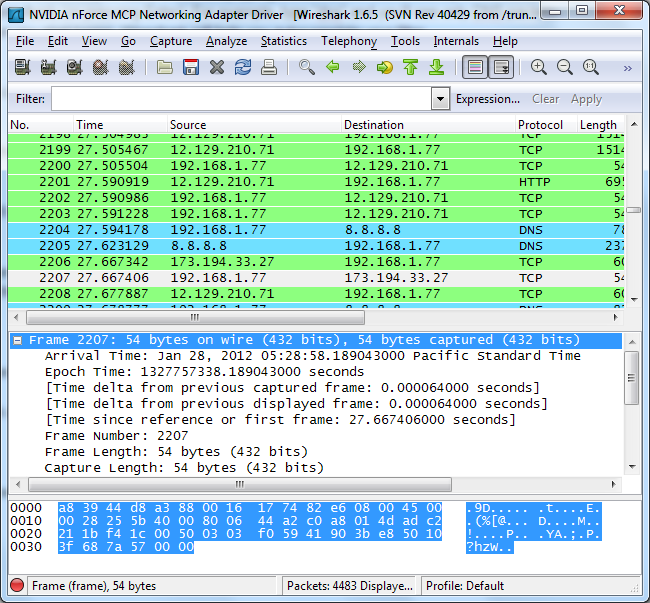 NVIDIA nForce MCP Networking Adapter Driver [Wireshark 1.6.5 (SVN Rev 40429 from /trun...
File Edit View Go Capture Analyze Statistics Telephony Tools Internals Help
Filter: Expression... Clear Apply
No. Time Source Destination Protocol Length
2198 27.504985 12.129.210.71 192.168.1.77 TCP 1514
2199 27.505467 12.129.210.71 192.168.1.77 TCP 1514
2200 27.505504 192.168.1.77 12.129.210.71 TCP 54
2201 27.590919 12.129.210.71 192.168.1.77 HTTP 695
2202 27.590986 192.168.1.77 12.129.210.71 TCP 54
2203 27.591228 192.168.1.77 12.129.210.71 TCP 54
2204 27.594178 192.168.1.77 8.8.8.8 DNS 78
2205 27.623129 8.8.8.8 192.168.1.77 DNS 237
2206 27.667342 173.194.33.27 192.168.1.77 TCP 60
2207 27.667406 192.168.1.77 173.194.33.27 TCP 54
2208 27.677887 12.129.210.71 192.168.1.77 TCP 60
Frame 2207: 54 bytes on wire (432 bits), 54 bytes captured (432 bits)
Arrival Time: Jan 28, 2012 05:28:58.189043000 Pacific Standard Time
Epoch Time: 1327757338.189043000 seconds
[Time delta from previous captured frame: 0.000064000 seconds]
[Time delta from previous displayed frame: 0.000064000 seconds]
[Time since reference or first frame: 27.667406000 seconds]
Frame Number: 2207
Frame Length: 54 bytes (432 bits)
Capture Length: 54 bytes (432 bits)
0000 a8 39 44 d8 a3 88 00 16 17 74 82 e6 08 00 45 00 .9D..... .t....E.
0010 00 28 25 5b 40 00 80 06 44 a2 c0 a8 01 4d ad c2 .(%[@... D....M..
0020 21 1b f4 1c 00 50 03 03 f0 59 41 90 3b e8 50 10 !....P.. .YA.;.P.
0030 3f 68 7a 57 00 00 ?hzW..
Frame (frame), 54 bytes Packets: 4483 Displaye... Profile: Default